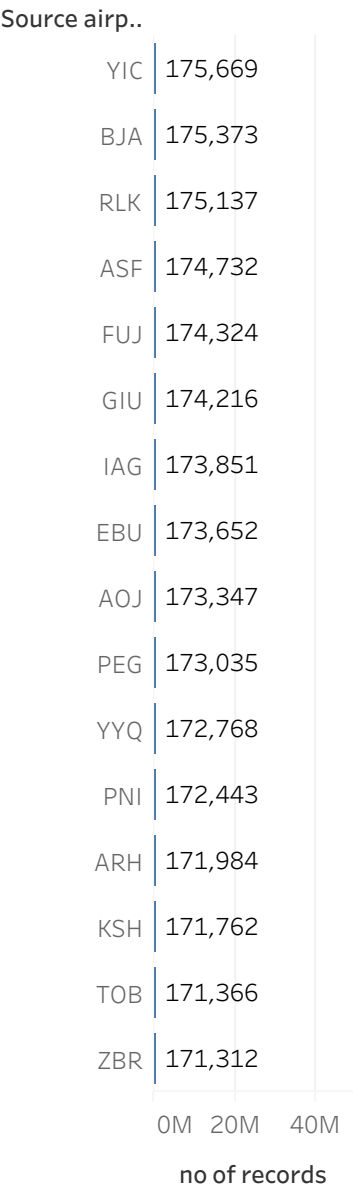 Source airp..
YIC 175,669
BJA 175,373
RLK 175,137
ASF 174,732
FUJ 174,324
GIU 174,216
IAG 173,851
EBU 173,652
AOJ 173,347
PEG 173,035
YYQ 172,768
PNI 172,443
ARH 171,984
KSH 171,762
TOB 171,366
ZBR 171,312
0M 20M 40M
no of records